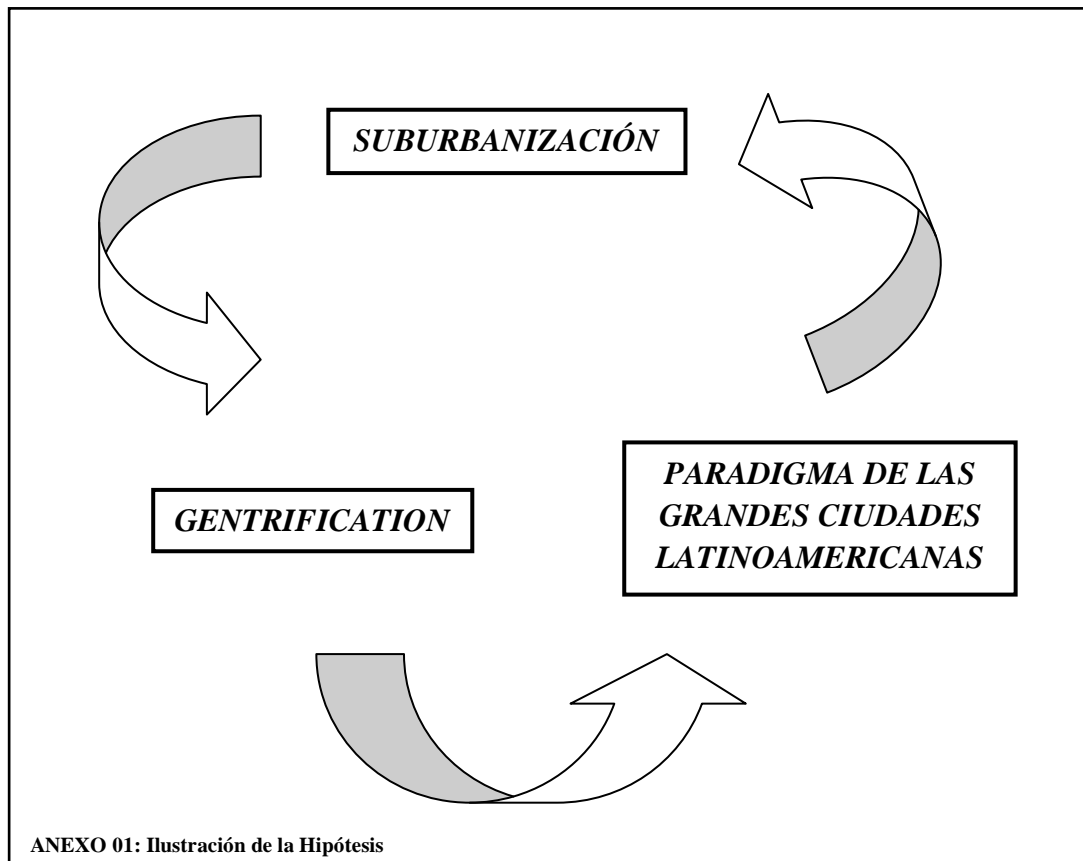 SUBURBANIZACIÓN
GENTRIFICATION
PARADIGMA DE LAS
GRANDES CIUDADES
LATINOAMERICANAS
ANEXO 01: Ilustración de la Hipótesis